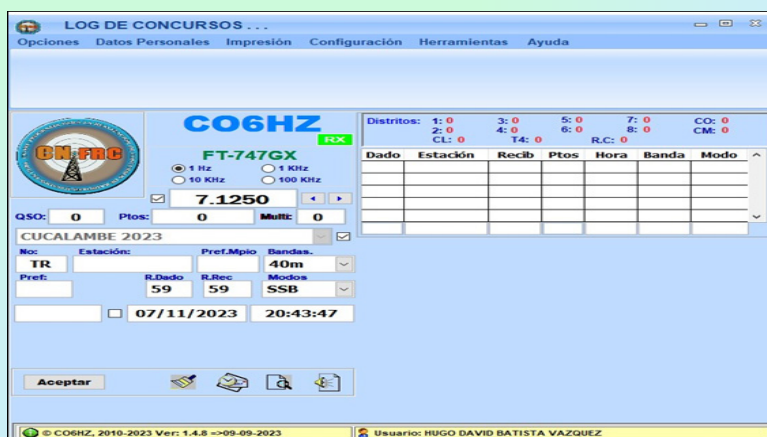 LOG DE CONCURSOS ...
Opciones Datos Personales Impresión Configuración Herramientas Ayuda
CO6HZ
RX
GN FRC
FT-747GX
1 Hz 1 KHz
10 KHz 100 KHz
7.1250
QSO: 0 Ptos: 0 Multi: 0
CUCALAMBE 2023
No: Estación: Pref.Mpio Bandas.
TR 40m
Pref: R.Dado R.Rec Modos
59 59 SSB
07/11/2023 20:43:47
Aceptar
Distritos: 1: 0 3: 0 5: 0 7: 0 CO: 0
2: 0 4: 0 6: 0 8: 0 CM: 0
CL: 0 T4: 0 R.C: 0
Dado Estación Recib Ptos Hora Banda Modo
© CO6HZ, 2010-2023 Ver: 1.4.8 =>09-09-2023
Usuario: HUGO DAVID BATISTA VAZQUEZ